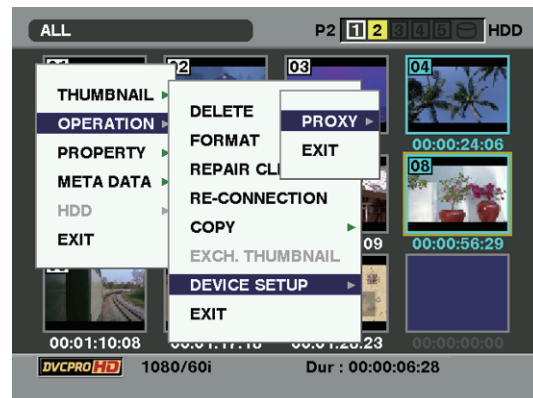 ALL P2 1 2 3 4 5 HDD
02 03 04
THUMBNAIL
OPERATION
PROPERTY
META DATA
HDD
EXIT
DELETE
FORMAT
REPAIR CLI
RE-CONNECTION
COPY
EXCH. THUMBNAIL
DEVICE SETUP
EXIT
PROXY
EXIT
00:00:24:06
08
09 00:00:56:29
00:01:10:08 00:00:00:00
DVCPRO HD 1080/60i Dur : 00:00:06:28